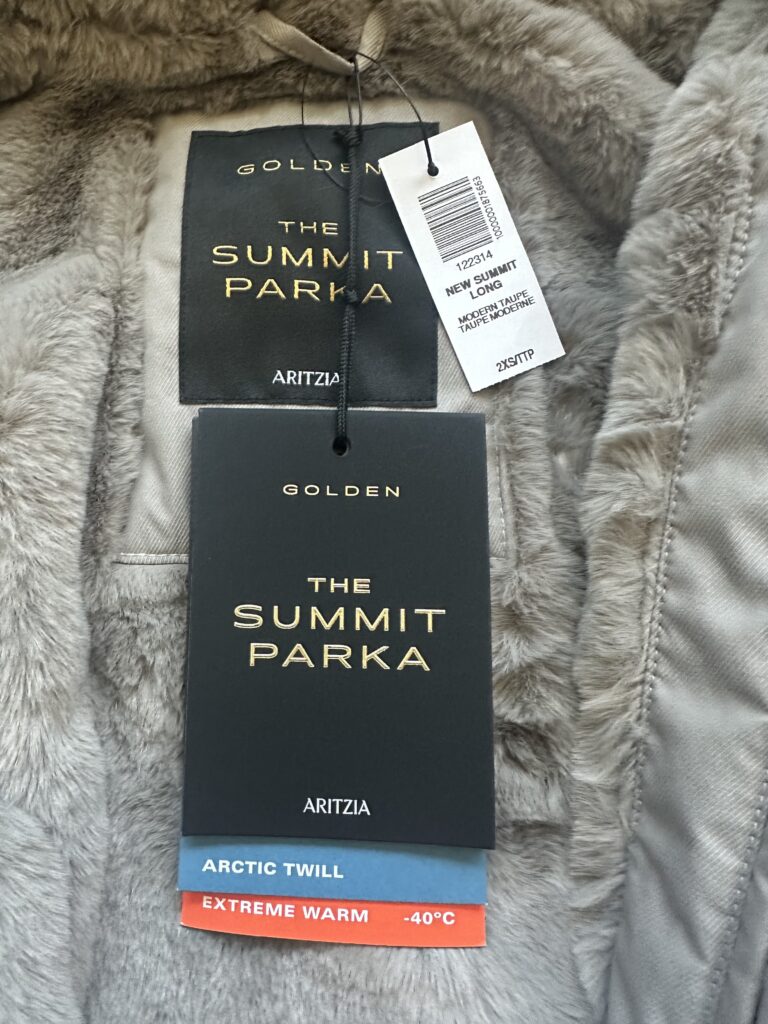 GOLDEN
THE
SUMMIT
PARKA
ARITZIA
10000001875663
122314
NEW SUMMIT
LONG
MODERN TAUPE
TAUPE MODERNE
2XS/TTP
GOLDEN
THE
SUMMIT
PARKA
ARITZIA
ARCTIC TWILL
EXTREME WARM -40°C